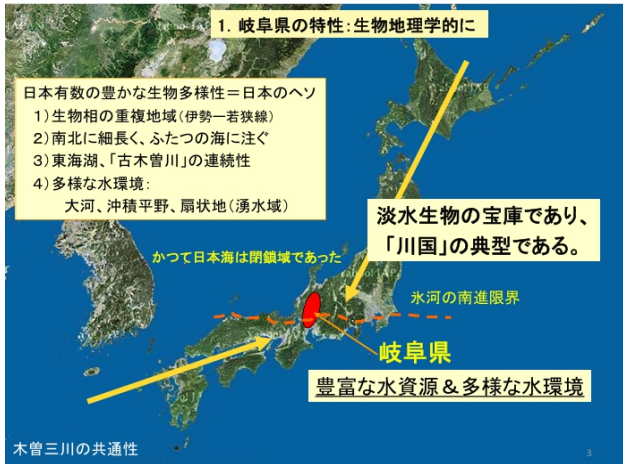 1. 岐阜県の特性:生物地理学的に
日本有数の豊かな生物多様性=日本のヘソ
1)生物相の重複地域(伊勢―若狭線)
2)南北に細長く、ふたつの海に注ぐ
3)東海湖、「古木曽川」の連続性
4)多様な水環境:
大河、沖積平野、扇状地(湧水域)
淡水生物の宝庫であり、
「川国」の典型である。
かつて日本海は閉鎖域であった
氷河の南進限界
岐阜県
豊富な水資源&多様な水環境
木曽三川の共通性
3